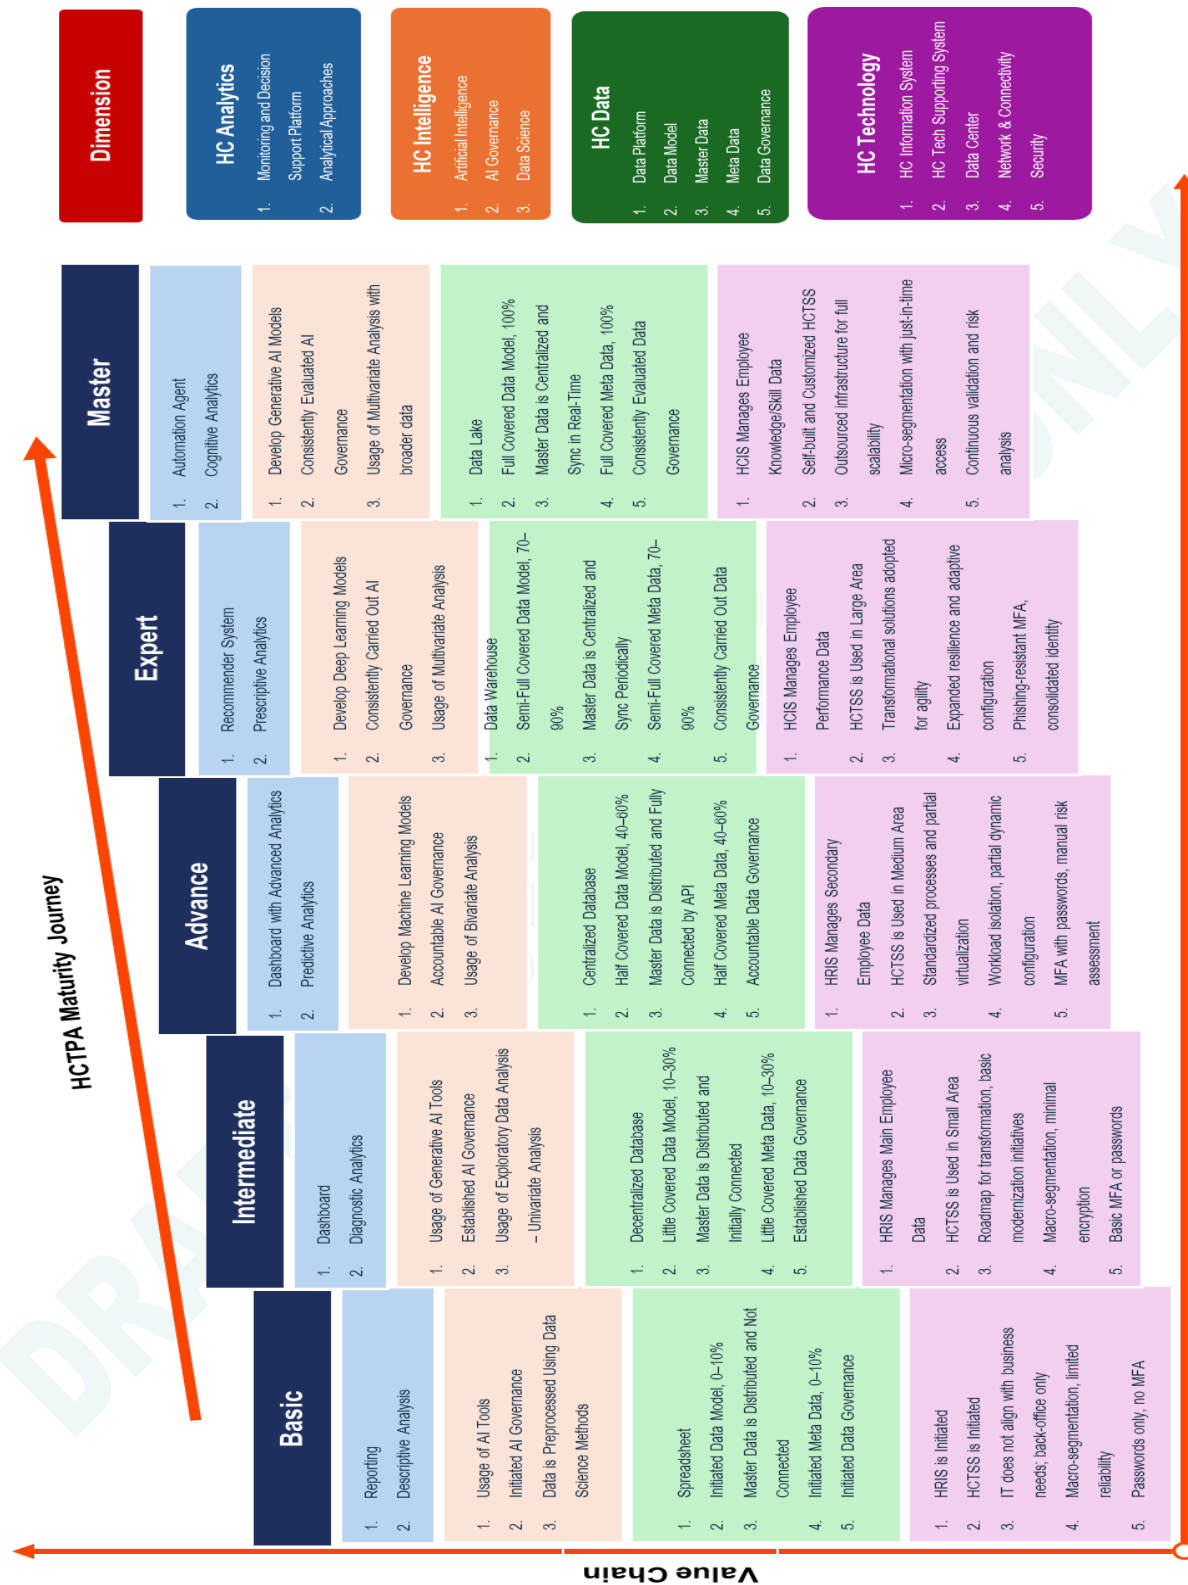 HCTPA Maturity Journey
Value Chain
Basic
1. Reporting
2. Descriptive Analysis
1. Usage of AI Tools
2. Initiated AI Governance
3. Data is Preprocessed Using Data
Science Methods
1. Spreadsheet
2. Initiated Data Model, 0–10%
3. Master Data is Distributed and Not
Connected
4. Initiated Meta Data, 0–10%
5. Initiated Data Governance
1. HRIS is Initiated
2. HCTSS is Initiated
3. IT does not align with business
needs; back-office only
4. Macro-segmentation, limited
reliability
5. Passwords only, no MFA
Intermediate
1. Dashboard
2. Diagnostic Analytics
1. Usage of Generative AI Tools
2. Established AI Governance
3. Usage of Exploratory Data Analysis
– Univariate Analysis
1. Decentralized Database
2. Little Covered Data Model, 10–30%
3. Master Data is Distributed and
Initially Connected
4. Little Covered Meta Data, 10–30%
5. Established Data Governance
1. HRIS Manages Main Employee
Data
2. HCTSS is Used in Small Area
3. Roadmap for transformation, basic
modernization initiatives
4. Macro-segmentation, minimal
encryption
5. Basic MFA or passwords
Advance
1. Dashboard with Advanced Analytics
2. Predictive Analytics
1. Develop Machine Learning Models
2. Accountable AI Governance
3. Usage of Bivariate Analysis
1. Centralized Database
2. Half Covered Data Model, 40–60%
3. Master Data is Distributed and Fully
Connected by API
4. Half Covered Meta Data, 40–60%
5. Accountable Data Governance
1. HRIS Manages Secondary
Employee Data
2. HCTSS is Used in Medium Area
3. Standardized processes and partial
virtualization
4. Workload isolation, partial dynamic
configuration
5. MFA with passwords, manual risk
assessment
Expert
1. Recommender System
2. Prescriptive Analytics
1. Develop Deep Learning Models
2. Consistently Carried Out AI
Governance
3. Usage of Multivariate Analysis
1. Data Warehouse
2. Semi-Full Covered Data Model, 70–
90%
3. Master Data is Centralized and
Sync Periodically
4. Semi-Full Covered Meta Data, 70–
90%
5. Consistently Carried Out Data
Governance
1. HCIS Manages Employee
Performance Data
2. HCTSS is Used in Large Area
3. Transformational solutions adopted
for agility
4. Expanded resilience and adaptive
configuration
5. Phishing-resistant MFA,
consolidated identity
Master
1. Automation Agent
2. Cognitive Analytics
1. Develop Generative AI Models
2. Consistently Evaluated AI
Governance
3. Usage of Multivariate Analysis with
broader data
1. Data Lake
2. Full Covered Data Model, 100%
3. Master Data is Centralized and
Sync in Real-Time
4. Full Covered Meta Data, 100%
5. Consistently Evaluated Data
Governance
1. HCIS Manages Employee
Knowledge/Skill Data
2. Self-built and Customized HCTSS
3. Outsourced infrastructure for full
scalability
4. Micro-segmentation with just-in-time
access
5. Continuous validation and risk
analysis
Dimension
HC Analytics
1. Monitoring and Decision
Support Platform
2. Analytical Approaches
HC Intelligence
1. Artificial Intelligence
2. AI Governance
3. Data Science
HC Data
1. Data Platform
2. Data Model
3. Master Data
4. Meta Data
5. Data Governance
HC Technology
1. HC Information System
2. HC Tech Supporting System
3. Data Center
4. Network & Connectivity
5. Security